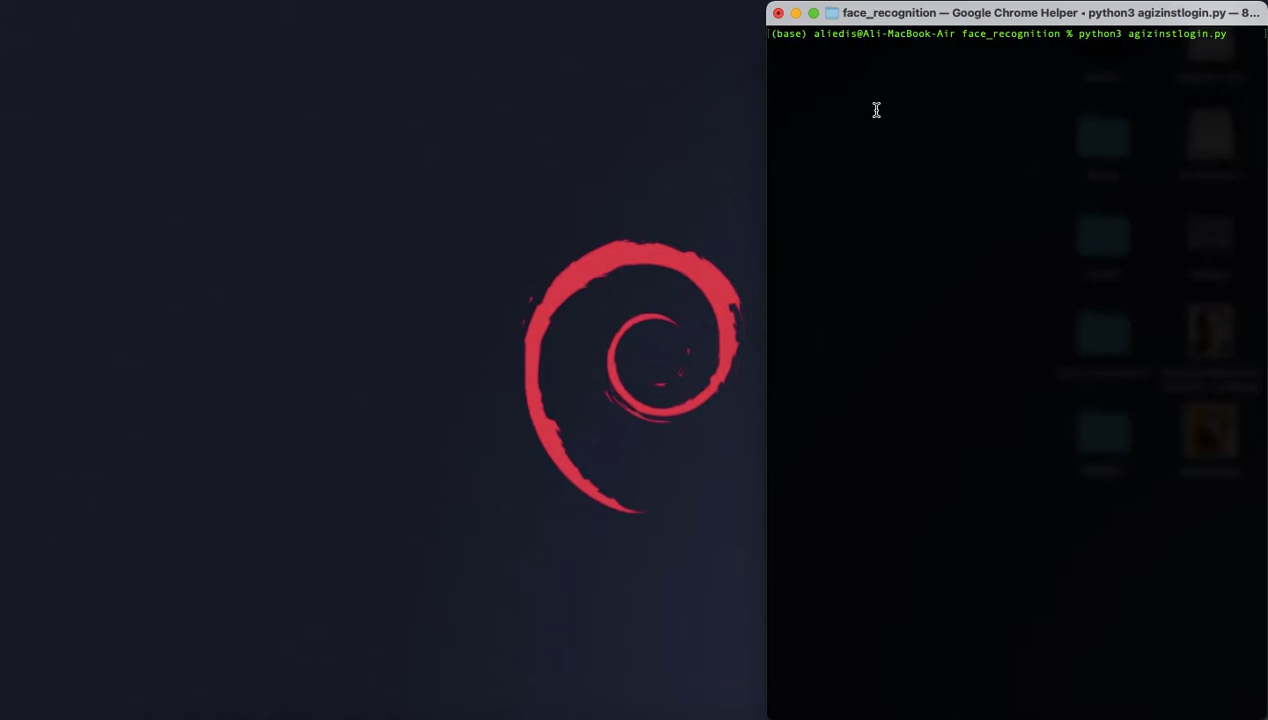 face_recognition — Google Chrome Helper ◂ python3 agizinstlogin.py — 8...
(base) aliedis@Ali-MacBook-Air face_recognition % python3 agizinstlogin.py